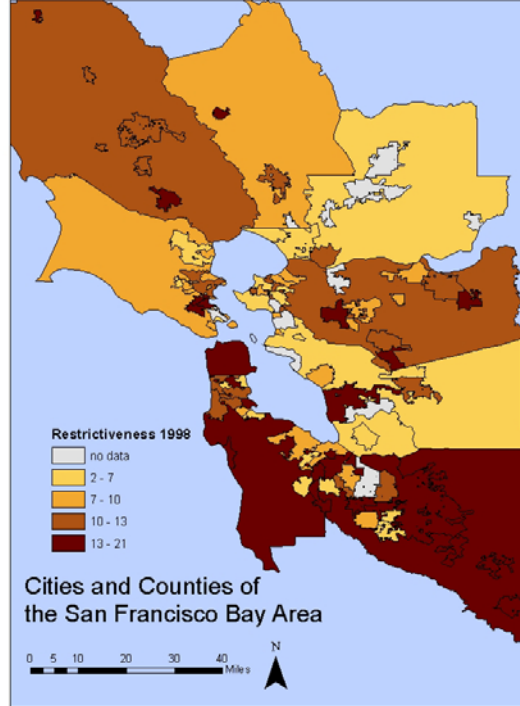 Restrictiveness 1998
no data
2 - 7
7 - 10
10 - 13
13 - 21
Cities and Counties of
the San Francisco Bay Area
0 5 10 20 30 40
Miles
N